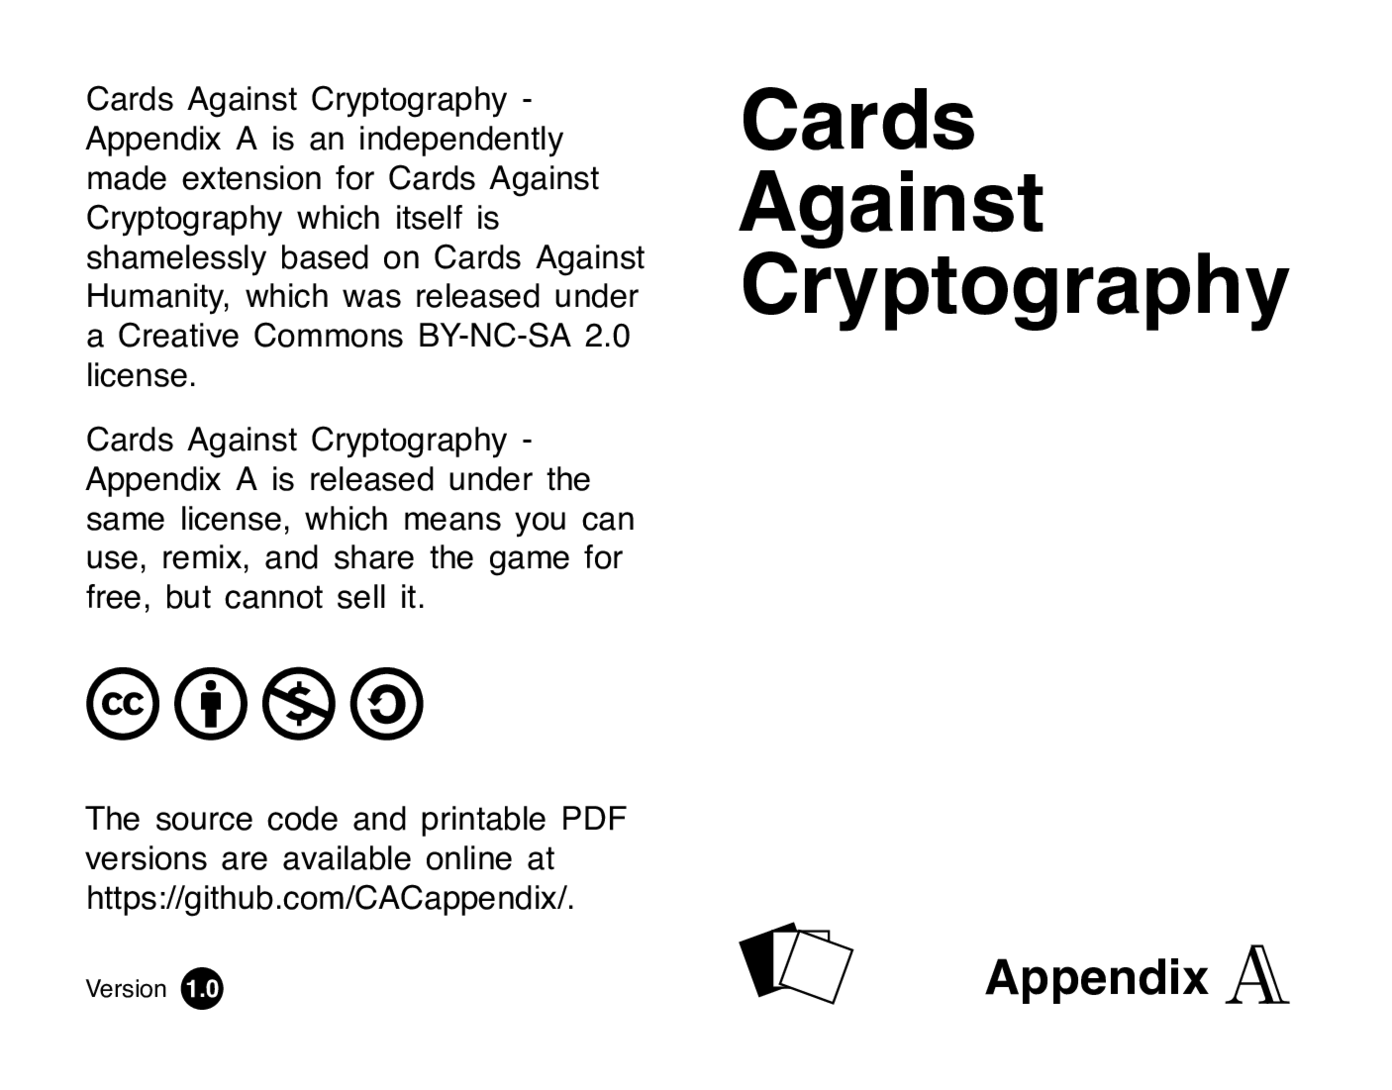 Cards Against Cryptography -
Appendix A is an independently
made extension for Cards Against
Cryptography which itself is
shamelessly based on Cards Against
Humanity, which was released under
a Creative Commons BY-NC-SA 2.0
license.
Cards Against Cryptography -
Appendix A is released under the
same license, which means you can
use, remix, and share the game for
free, but cannot sell it.
cc $
The source code and printable PDF
versions are available online at
https://github.com/CACappendix/.
Version 1.0
Cards
Against
Cryptography
Appendix A